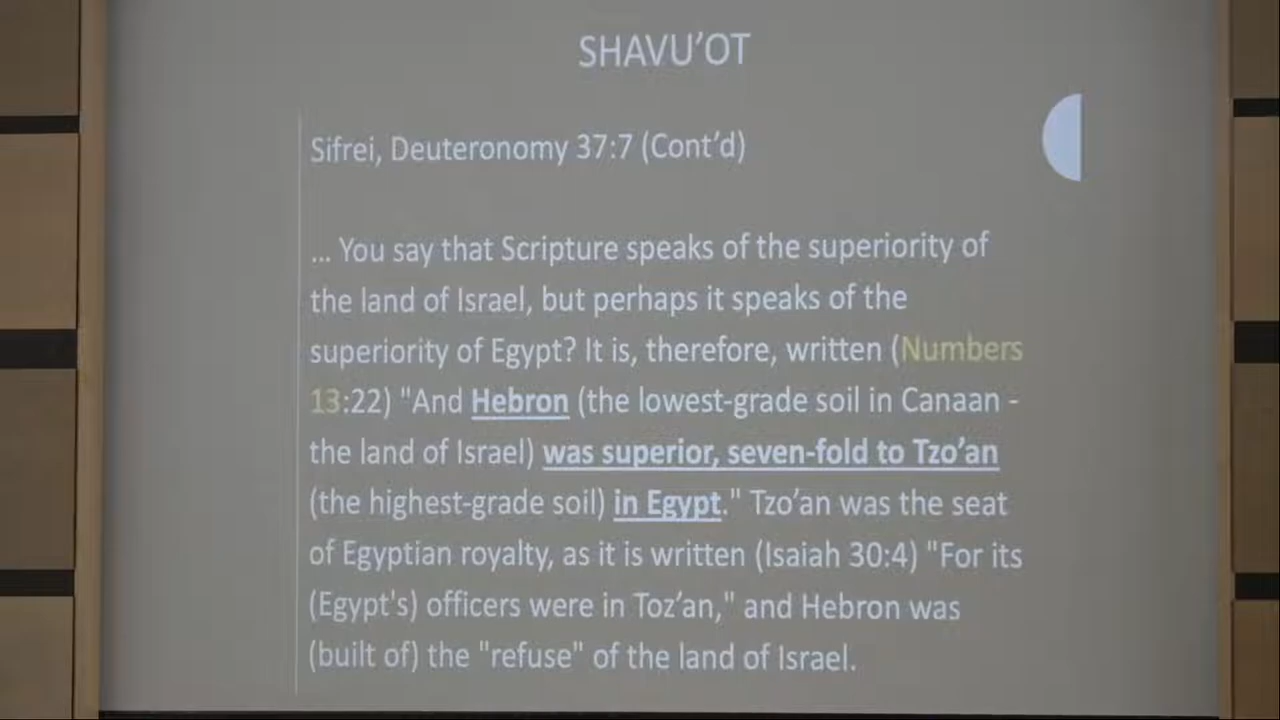 SHAVU'OT
Sifrei, Deuteronomy 37:7 (Cont'd)
... You say that Scripture speaks of the superiority of
the land of Israel, but perhaps it speaks of the
superiority of Egypt? It is, therefore, written (Numbers
13:22) "And Hebron (the lowest-grade soil in Canaan -
the land of Israel) was superior, seven-fold to Tzo'an
(the highest-grade soil) in Egypt." Tzo'an was the seat
of Egyptian royalty, as it is written (Isaiah 30:4) "For its
(Egypt's) officers were in Toz'an," and Hebron was
(built of) the "refuse" of the land of Israel.